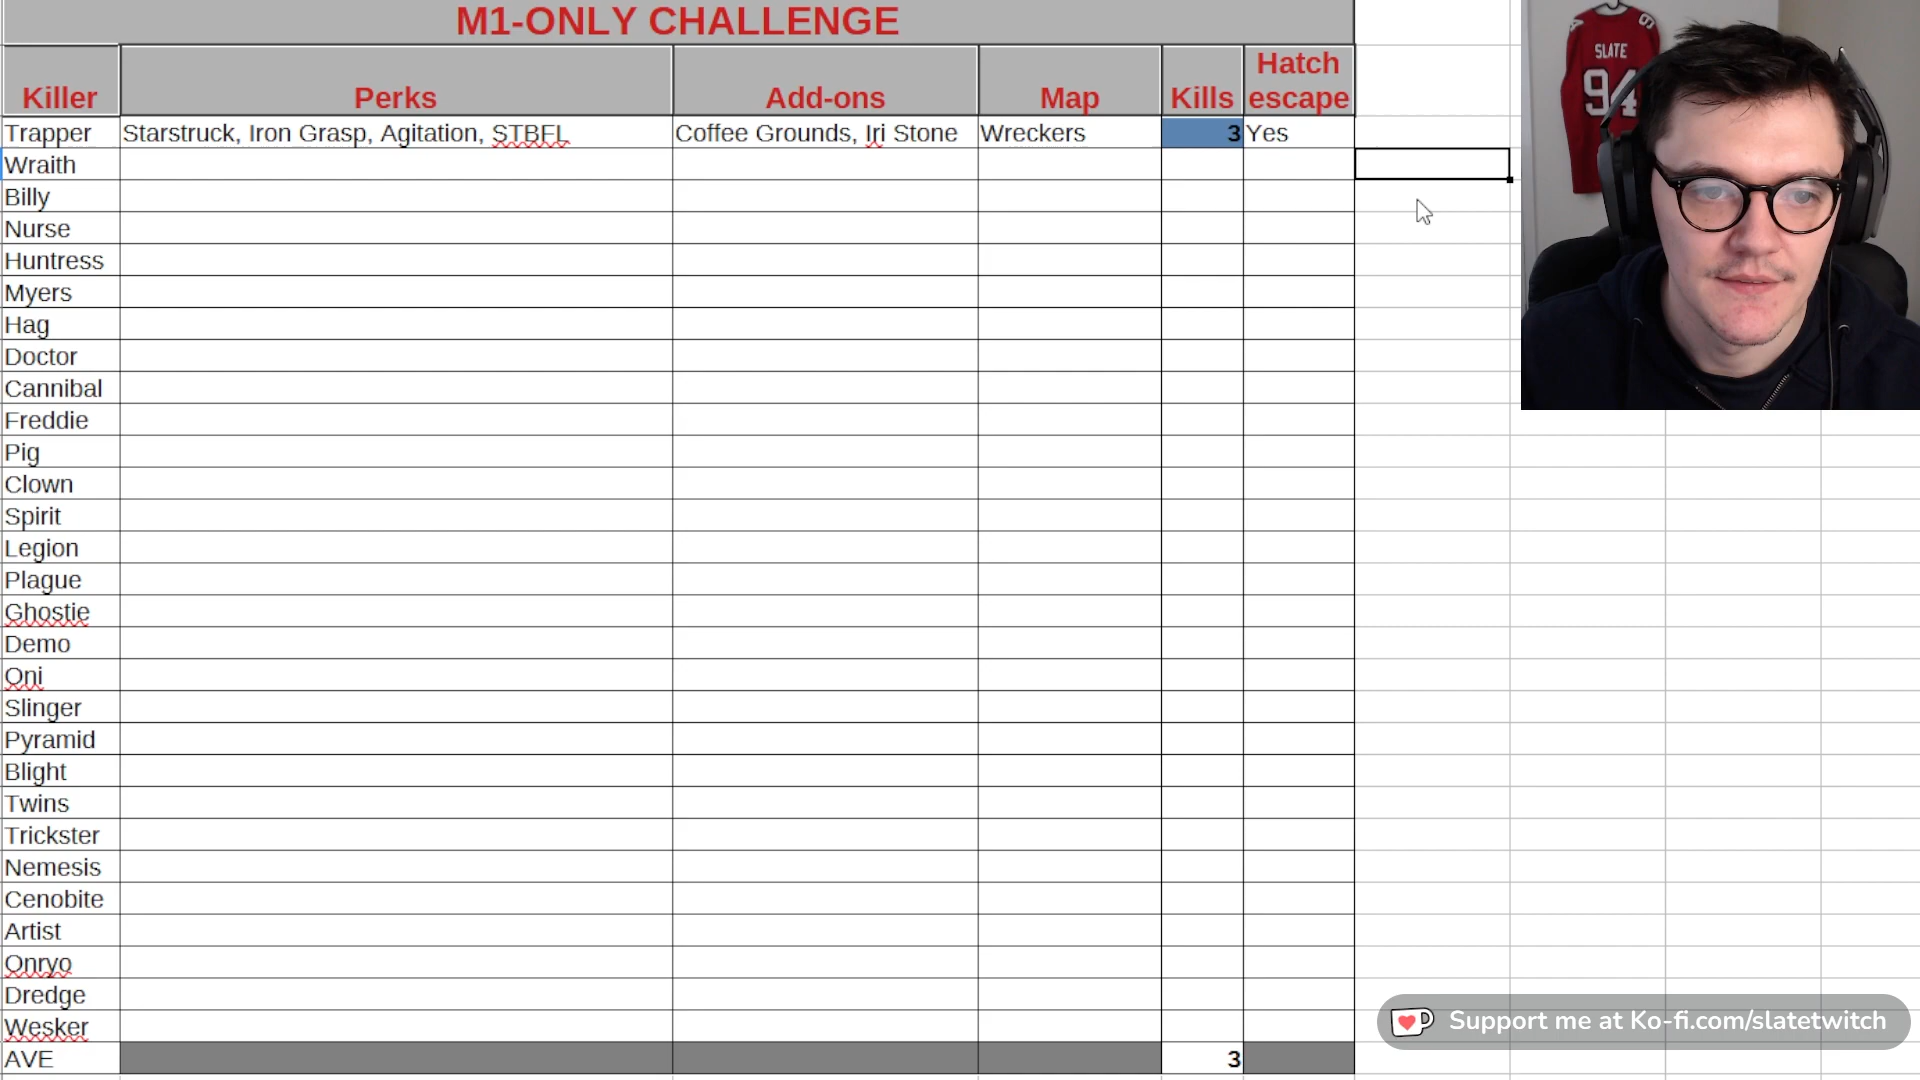 M1-ONLY CHALLENGE
Killer Perks Add-ons Map Kills Hatch escape
Trapper Starstruck, Iron Grasp, Agitation, STBFL Coffee Grounds, Iri Stone Wreckers 3 Yes
Wraith
Billy
Nurse
Huntress
Myers
Hag
Doctor
Cannibal
Freddie
Pig
Clown
Spirit
Legion
Plague
Ghostie
Demo
Oni
Slinger
Pyramid
Blight
Twins
Trickster
Nemesis
Cenobite
Artist
Onryo
Dredge
Wesker
AVE 3
SLATE
94
Support me at Ko-fi.com/slatetwitch